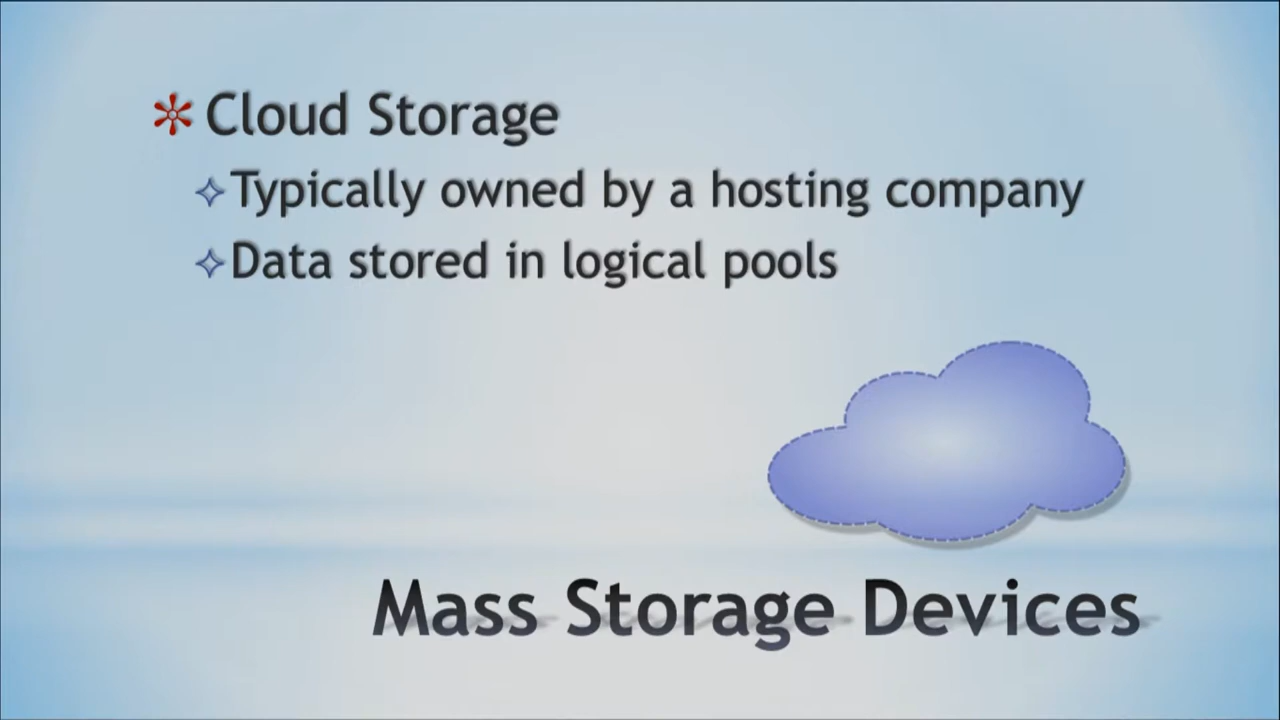 Cloud Storage
Typically owned by a hosting company
Data stored in logical pools
Mass Storage Devices